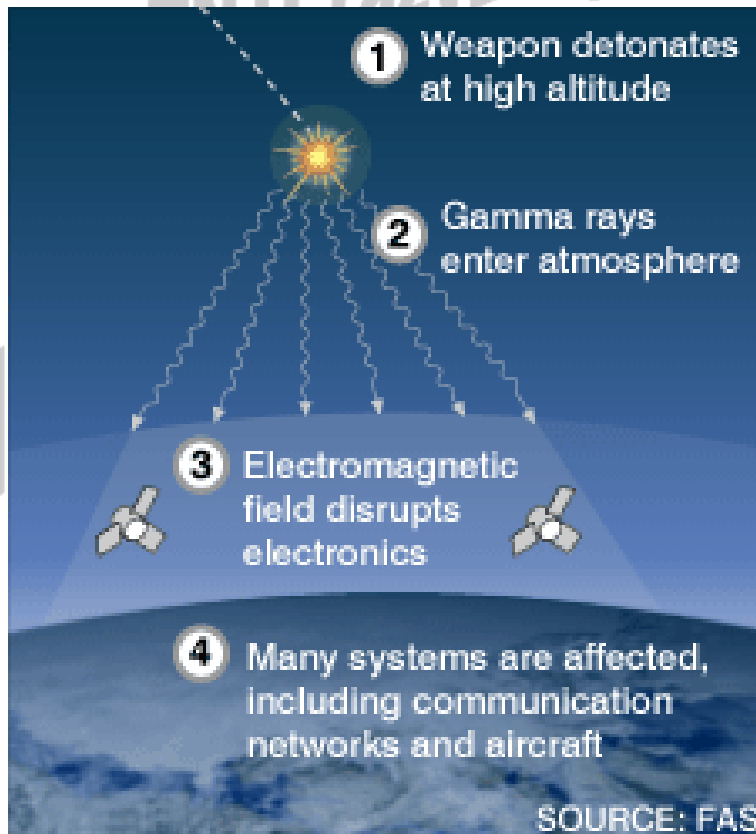 1 Weapon detonates
at high altitude
2 Gamma rays
enter atmosphere
3 Electromagnetic
field disrupts
electronics
4 Many systems are affected,
including communication
networks and aircraft
SOURCE: FAS